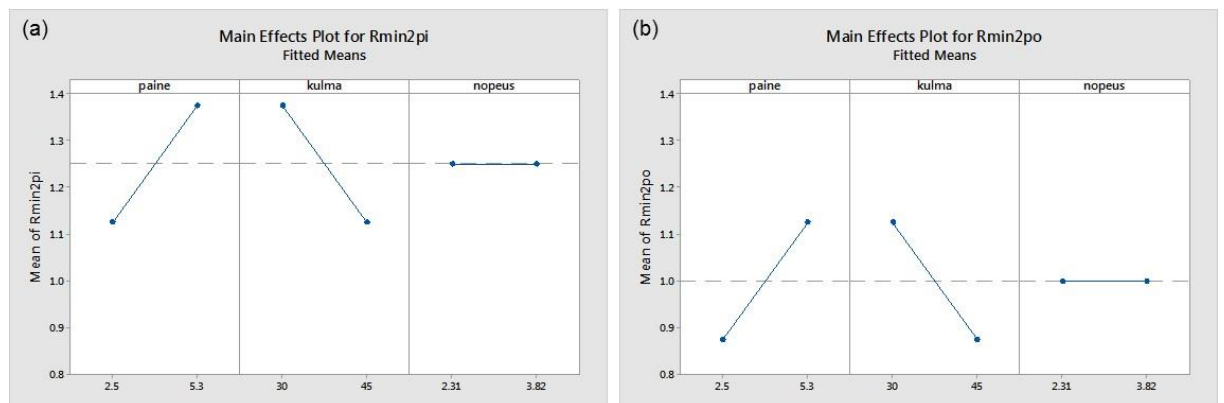 (a)
Main Effects Plot for Rmin2pi
Fitted Means
paine kulma nopeus
Mean of Rmin2pi
1.4
1.3
1.2
1.1
1.0
0.9
0.8
2.5 5.3 30 45 2.31 3.82
(b)
Main Effects Plot for Rmin2po
Fitted Means
paine kulma nopeus
Mean of Rmin2po
1.4
1.3
1.2
1.1
1.0
0.9
0.8
2.5 5.3 30 45 2.31 3.82